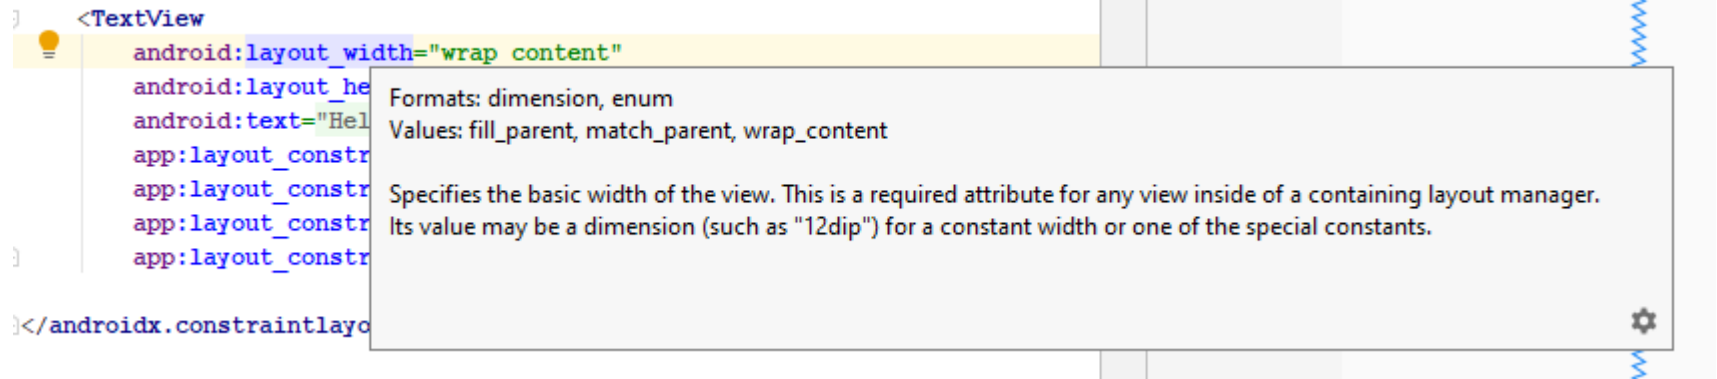 <TextView
android:layout_width="wrap_content"
android:layout_he
android:text="Hel
app:layout_constr
app:layout_constr
app:layout_constr
app:layout_constr
</androidx.constraintlayo
Formats: dimension, enum
Values: fill_parent, match_parent, wrap_content
Specifies the basic width of the view. This is a required attribute for any view inside of a containing layout manager.
Its value may be a dimension (such as "12dip") for a constant width or one of the special constants.